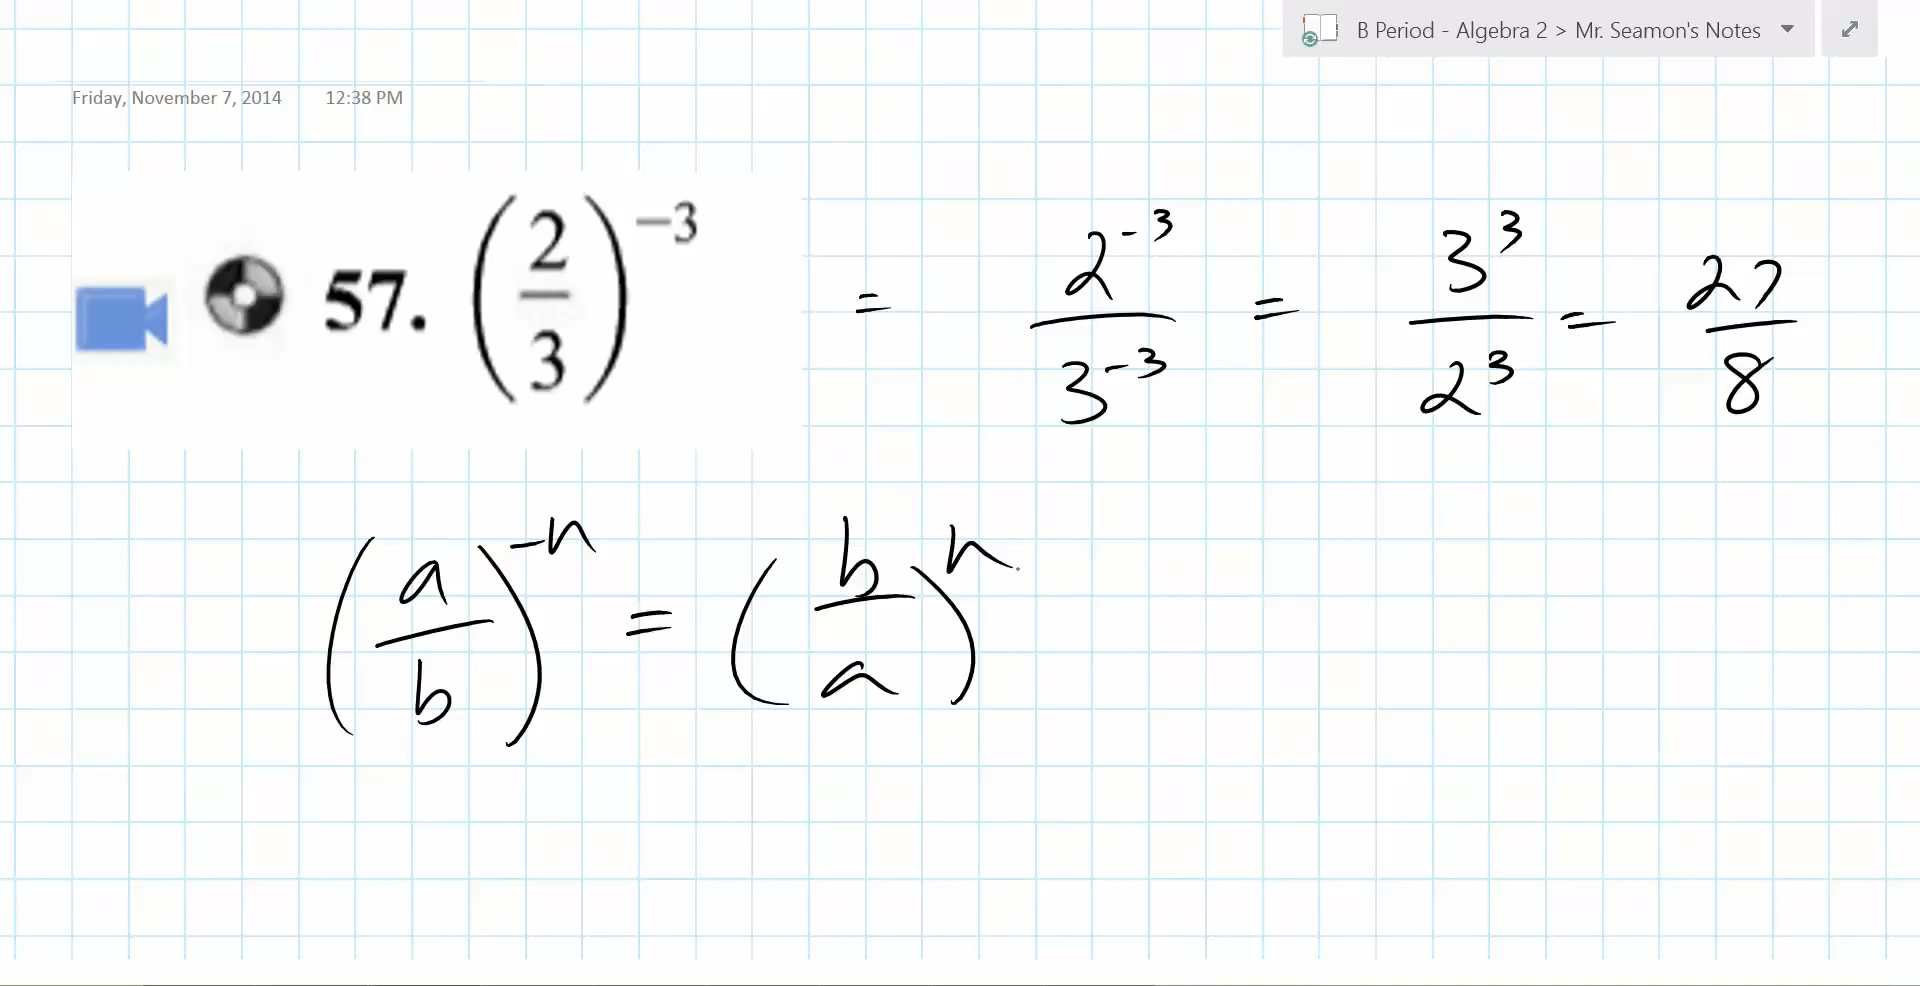 B Period - Algebra 2 > Mr. Seamon's Notes
Friday, November 7, 2014 12:38 PM
57. (2/3)^-3 = 2^-3/3^-3 = 3^3/2^3 = 27/8
(a/b)^-n = (b/a)^n